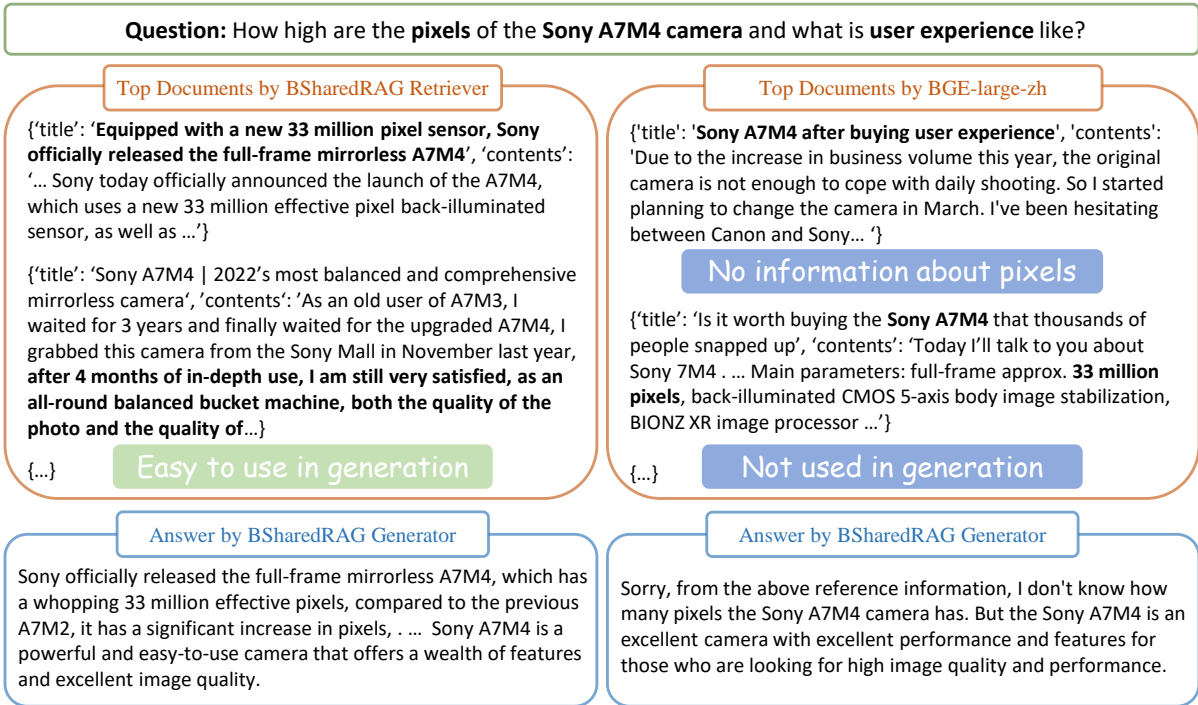 Question: How high are the pixels of the Sony A7M4 camera and what is user experience like?
Top Documents by BSharedRAG Retriever
{‘title’: ‘Equipped with a new 33 million pixel sensor, Sony
officially released the full-frame mirrorless A7M4’, ‘contents’:
‘… Sony today officially announced the launch of the A7M4,
which uses a new 33 million effective pixel back-illuminated
sensor, as well as …’}
{‘title’: ‘Sony A7M4 | 2022’s most balanced and comprehensive
mirrorless camera‘, ’contents‘: ’As an old user of A7M3, I
waited for 3 years and finally waited for the upgraded A7M4, I
grabbed this camera from the Sony Mall in November last year,
after 4 months of in-depth use, I am still very satisfied, as an
all-round balanced bucket machine, both the quality of the
photo and the quality of…}
{…}
Easy to use in generation
Top Documents by BGE-large-zh
{'title': 'Sony A7M4 after buying user experience', 'contents':
'Due to the increase in business volume this year, the original
camera is not enough to cope with daily shooting. So I started
planning to change the camera in March. I've been hesitating
between Canon and Sony… ‘}
No information about pixels
{‘title’: ‘Is it worth buying the Sony A7M4 that thousands of
people snapped up’, ‘contents’: ‘Today I’ll talk to you about
Sony 7M4 . … Main parameters: full-frame approx. 33 million
pixels, back-illuminated CMOS 5-axis body image stabilization,
BIONZ XR image processor …’}
{…}
Not used in generation
Answer by BSharedRAG Generator
Sony officially released the full-frame mirrorless A7M4, which has
a whopping 33 million effective pixels, compared to the previous
A7M2, it has a significant increase in pixels, . … Sony A7M4 is a
powerful and easy-to-use camera that offers a wealth of features
and excellent image quality.
Answer by BSharedRAG Generator
Sorry, from the above reference information, I don't know how
many pixels the Sony A7M4 camera has. But the Sony A7M4 is an
excellent camera with excellent performance and features for
those who are looking for high image quality and performance.